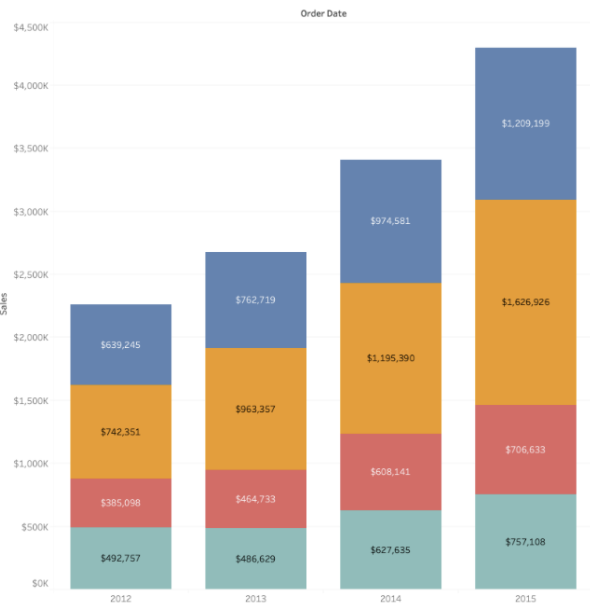 Order Date
$4,500K
$4,000K
$3,500K
$3,000K
$2,500K
$2,000K
$1,500K
$1,000K
$500K
$0K
Sales
$639,245
$742,351
$385,098
$492,757
$762,719
$963,357
$464,733
$486,629
$974,581
$1,195,390
$608,141
$627,635
$1,209,199
$1,626,926
$706,633
$757,108
2012
2013
2014
2015